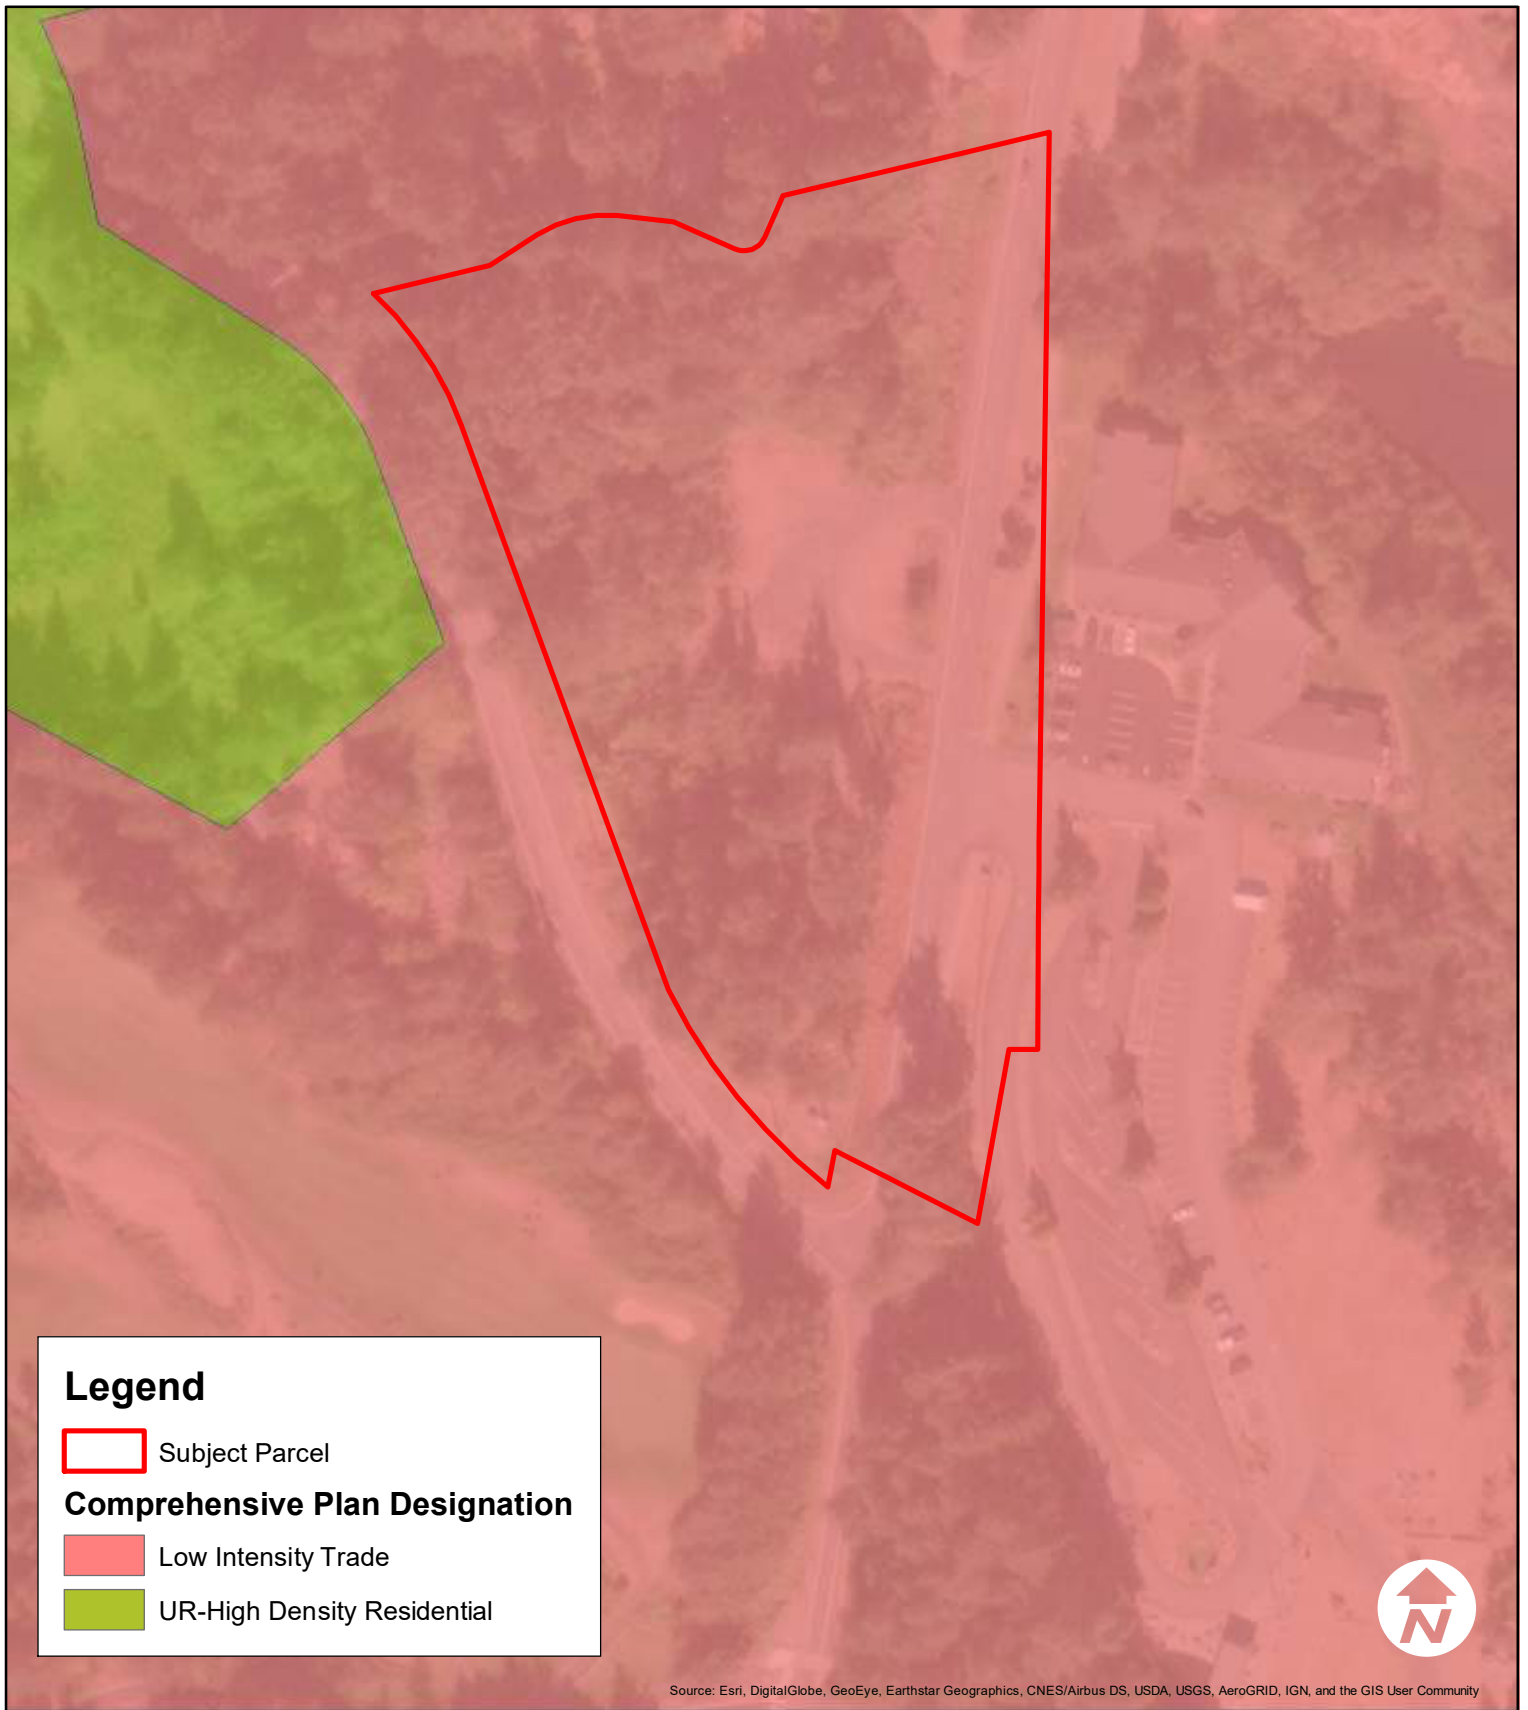 Legend
Subject Parcel
Comprehensive Plan Designation
Low Intensity Trade
UR-High Density Residential
N
Source: Esri, DigitalGlobe, GeoEye, Earthstar Geographics, CNES/Airbus DS, USDA, USGS, AeroGRID, IGN, and the GIS User Community